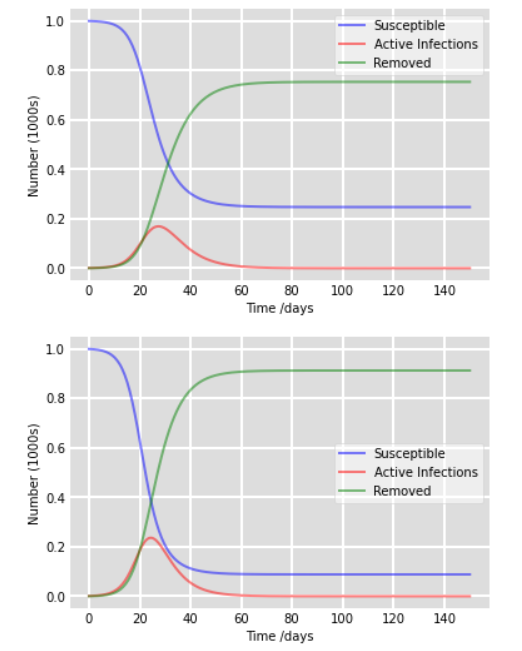 1.0
Susceptible
Active Infections
Removed
0.8
0.6
0.4
0.2
0.0
Number (1000s)
0 20 40 60 80 100 120 140
Time /days
1.0
0.8
0.6
Susceptible
Active Infections
Removed
0.4
0.2
0.0
Number (1000s)
0 20 40 60 80 100 120 140
Time /days